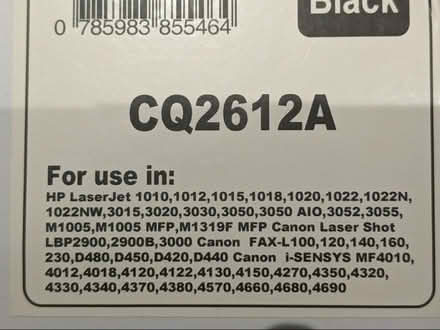 Black
0 785983 855464
CQ2612A
For use in:
HP LaserJet 1010,1012,1015,1018,1020,1022,1022N,
1022NW,3015,3020,3030,3050,3050 AIO,3052,3055,
M1005,M1005 MFP,M1319F MFP Canon Laser Shot
LBP2900,2900B,3000 Canon FAX-L100,120,140,160,
230,D480,D450,D420,D440 Canon i-SENSYS MF4010,
4012,4018,4120,4122,4130,4150,4270,4350,4320,
4330,4340,4370,4380,4570,4660,4680,4690